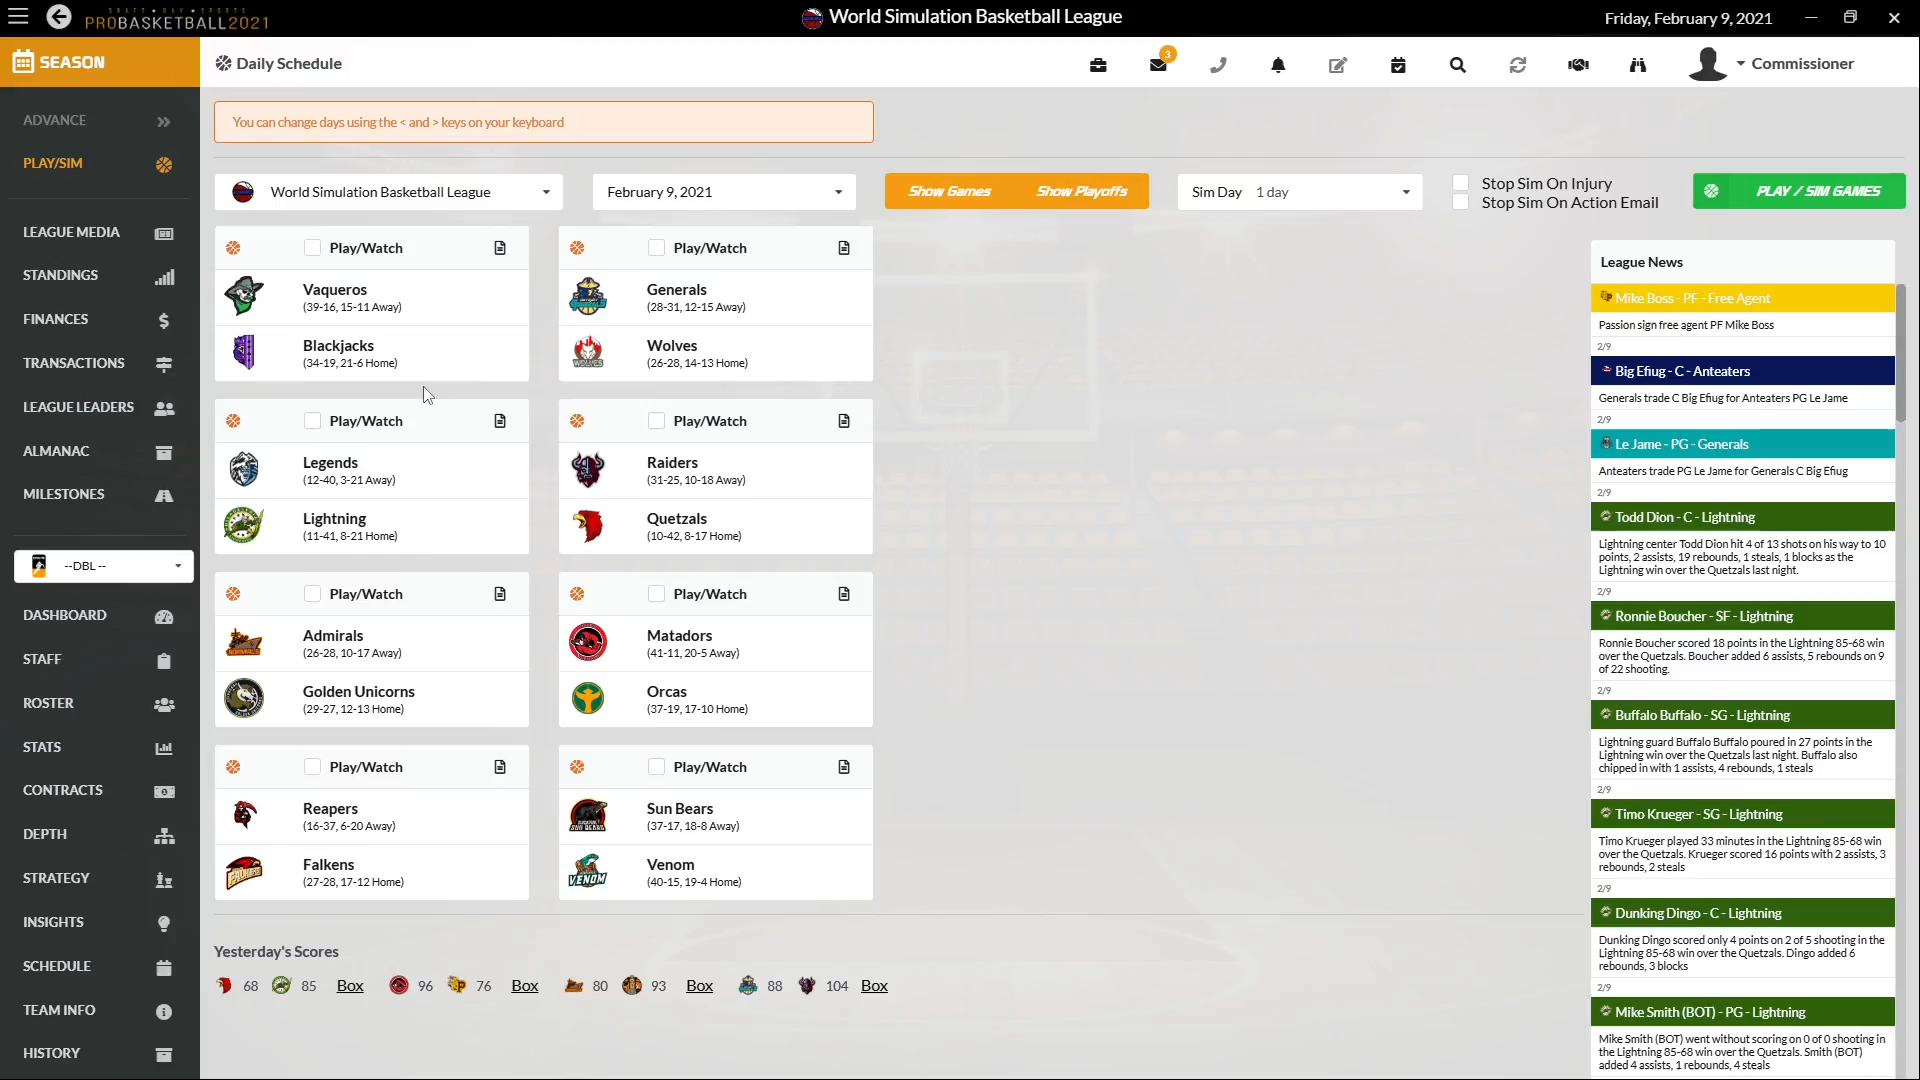 DRAFT • DAY • SPORTS
PROBASKETBALL2021
World Simulation Basketball League
Friday, February 9, 2021
SEASON
Daily Schedule
3
Commissioner
ADVANCE
PLAY/SIM
LEAGUE MEDIA
STANDINGS
FINANCES
TRANSACTIONS
LEAGUE LEADERS
ALMANAC
MILESTONES
--DBL--
DASHBOARD
STAFF
ROSTER
STATS
CONTRACTS
DEPTH
STRATEGY
INSIGHTS
SCHEDULE
TEAM INFO
HISTORY
You can change days using the < and > keys on your keyboard
World Simulation Basketball League
February 9, 2021
Show Games
Show Playoffs
Sim Day 1 day
Stop Sim On Injury
Stop Sim On Action Email
PLAY / SIM GAMES
Play/Watch
Vaqueros
(39-16, 15-11 Away)
Blackjacks
(34-19, 21-6 Home)
Play/Watch
Generals
(28-31, 12-15 Away)
Wolves
(26-28, 14-13 Home)
Play/Watch
Legends
(12-40, 3-21 Away)
Lightning
(11-41, 8-21 Home)
Play/Watch
Raiders
(31-25, 10-18 Away)
Quetzals
(10-42, 8-17 Home)
Play/Watch
Admirals
(26-28, 10-17 Away)
Golden Unicorns
(29-27, 12-13 Home)
Play/Watch
Matadors
(41-11, 20-5 Away)
Orcas
(37-19, 17-10 Home)
Play/Watch
Reapers
(16-37, 6-20 Away)
Falkens
(27-28, 17-12 Home)
Play/Watch
Sun Bears
(37-17, 18-8 Away)
Venom
(40-15, 19-4 Home)
Yesterday's Scores
68 85 Box 96 76 Box 80 93 Box 88 104 Box
League News
Mike Boss - PF - Free Agent
Passion sign free agent PF Mike Boss
2/9
Big Efiug - C - Anteaters
Generals trade C Big Efiug for Anteaters PG Le Jame
2/9
Le Jame - PG - Generals
Anteaters trade PG Le Jame for Generals C Big Efiug
2/9
Todd Dion - C - Lightning
Lightning center Todd Dion hit 4 of 13 shots on his way to 10
points, 2 assists, 19 rebounds, 1 steals, 1 blocks as the
Lightning win over the Quetzals last night.
2/9
Ronnie Boucher - SF - Lightning
Ronnie Boucher scored 18 points in the Lightning 85-68 win
over the Quetzals. Boucher added 6 assists, 5 rebounds on 9
of 22 shooting.
2/9
Buffalo Buffalo - SG - Lightning
Lightning guard Buffalo Buffalo poured in 27 points in the
Lightning win over the Quetzals last night. Buffalo also
chipped in with 1 assists, 4 rebounds, 1 steals
2/9
Timo Krueger - SG - Lightning
Timo Krueger played 33 minutes in the Lightning 85-68 win
over the Quetzals. Krueger scored 16 points with 2 assists, 3
rebounds, 2 steals
2/9
Dunking Dingo - C - Lightning
Dunking Dingo scored only 4 points on 2 of 5 shooting in the
Lightning 85-68 win over the Quetzals. Dingo added 6
rebounds, 3 blocks
2/9
Mike Smith (BOT) - PG - Lightning
Mike Smith (BOT) went without scoring on 0 of 0 shooting in
the Lightning 85-68 win over the Quetzals. Smith (BOT)
added 4 assists, 1 rebounds, 4 steals